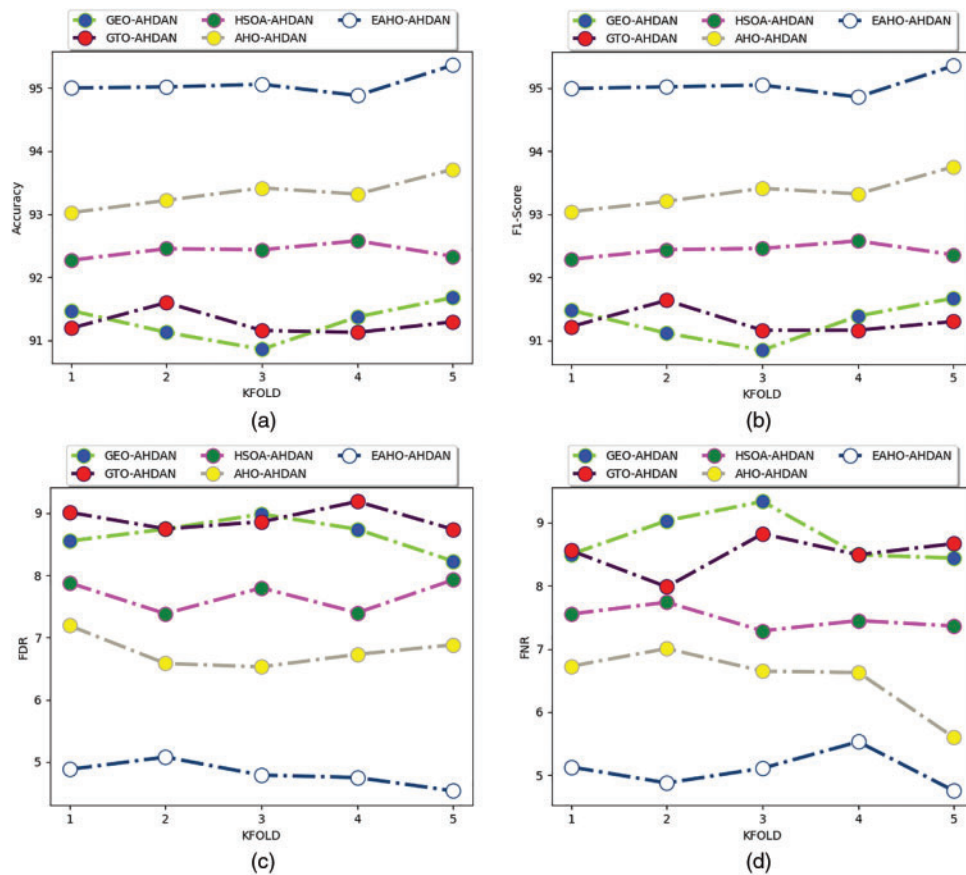 GEO-AHDAN HSOA-AHDAN EAHO-AHDAN
GTO-AHDAN AHO-AHDAN
95
94
93
92
91
Accuracy
1 2 3 4 5
KFOLD
(a)
GEO-AHDAN HSOA-AHDAN EAHO-AHDAN
GTO-AHDAN AHO-AHDAN
95
94
93
92
91
F1-Score
1 2 3 4 5
KFOLD
(b)
GEO-AHDAN HSOA-AHDAN EAHO-AHDAN
GTO-AHDAN AHO-AHDAN
9
8
7
6
5
FDR
1 2 3 4 5
KFOLD
(c)
GEO-AHDAN HSOA-AHDAN EAHO-AHDAN
GTO-AHDAN AHO-AHDAN
9
8
7
6
5
FNR
1 2 3 4 5
KFOLD
(d)